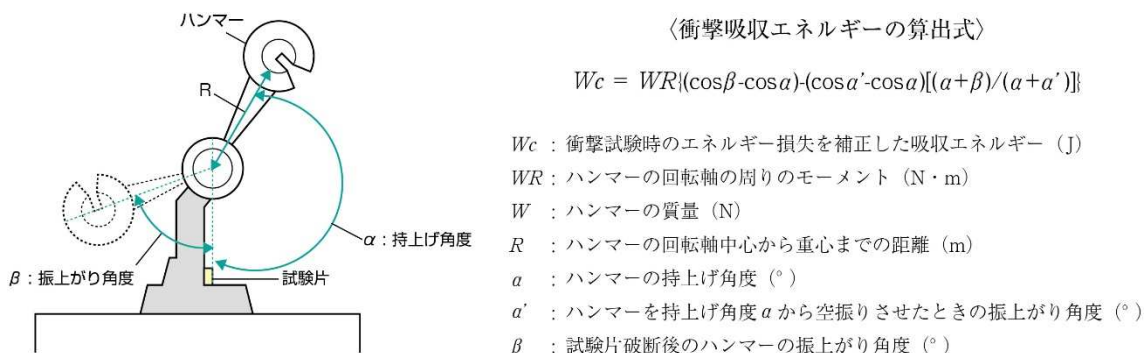 ハンマー
R
α：持上げ角度
β：振上がり角度
試験片
〈衝撃吸収エネルギーの算出式〉
Wc = WR{(cosβ-cosα)-(cosα'-cosα)[(α+β)/(α+α')]}
Wc：衝撃試験時のエネルギー損失を補正した吸収エネルギー（J）
WR：ハンマーの回転軸の周りのモーメント（N・m）
W ：ハンマーの質量（N）
R ：ハンマーの回転軸中心から重心までの距離（m）
α ：ハンマーの持上げ角度（°）
α' ：ハンマーを持上げ角度αから空振りさせたときの振上がり角度（°）
β ：試験片破断後のハンマーの振上がり角度（°）